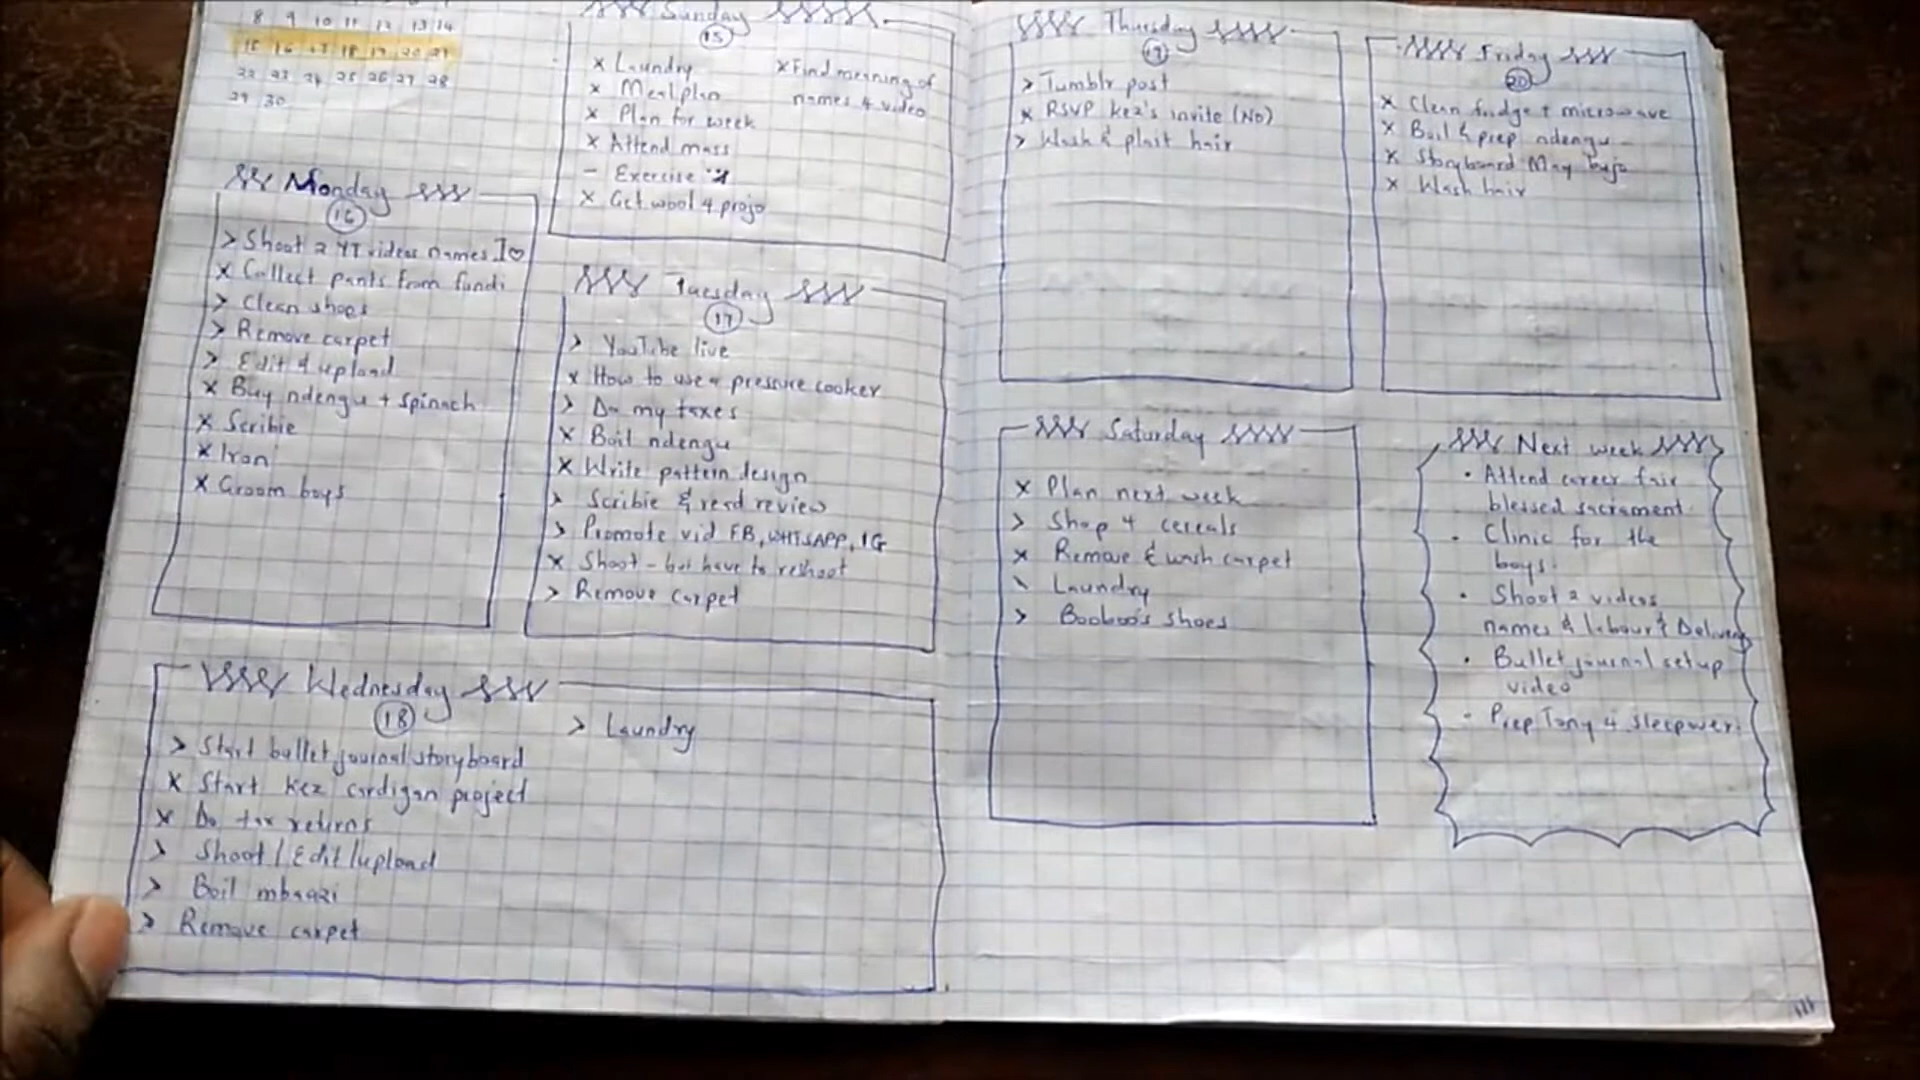 8 9 10 11 12 13 14
15 16 17 18 19 20 21
22 23 24 25 26 27 28
29 30
Sunday
15
x Laundry
x Mealplan
x Plan for week
x Attend mass
- Exercise
x Get wool 4 projo
x Find meaning of
names 4 video
Monday
16
> Shoot 2 YT videos names I♡
x Collect pants from fundi
> Clean shoes
> Remove carpet
> Edit & upload
x Buy ndengu + spinach
x Scribie
x Iron
x Groom boys
Tuesday
17
> YouTube live
x How to use a pressure cooker
> Do my taxes
x Boil ndengu
x Write pattern design
> Scribie & read review
> Promote vid FB, WHTSAPP, IG
x Shoot - but have to reshoot
> Remove carpet
Wednesday
18
> Start bullet journal storyboard
x Start Kez cardigan project
x Do tax returns
> Shoot/Edit/upload
> Boil mbaazi
> Remove carpet
> Laundry
Thursday
19
> Tumblr post
x RSVP Kez's invite (No)
> Wash & plait hair
Friday
20
x Clean fridge + microwave
x Boil & prep ndengu
x Storyboard May bujo
x Wash hair
Saturday
x Plan next week
> Shop 4 cereals
x Remove & wash carpet
\ Laundry
> Booboo's shoes
Next week
• Attend career fair
blessed sacrament
• Clinic for the
boys.
• Shoot 2 videos
names & labour & Delivery
• Bullet journal setup
video
- Prep Tony 4 sleepover